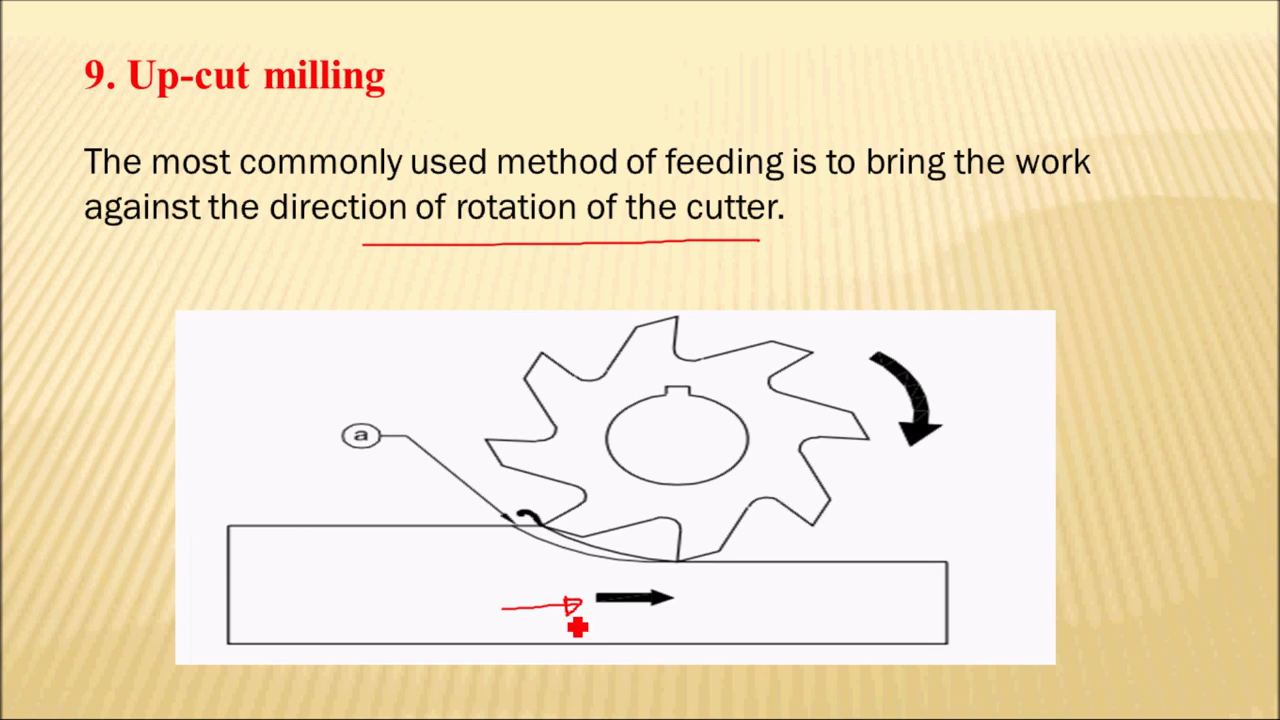 9. Up-cut milling
The most commonly used method of feeding is to bring the work
against the direction of rotation of the cutter.
a